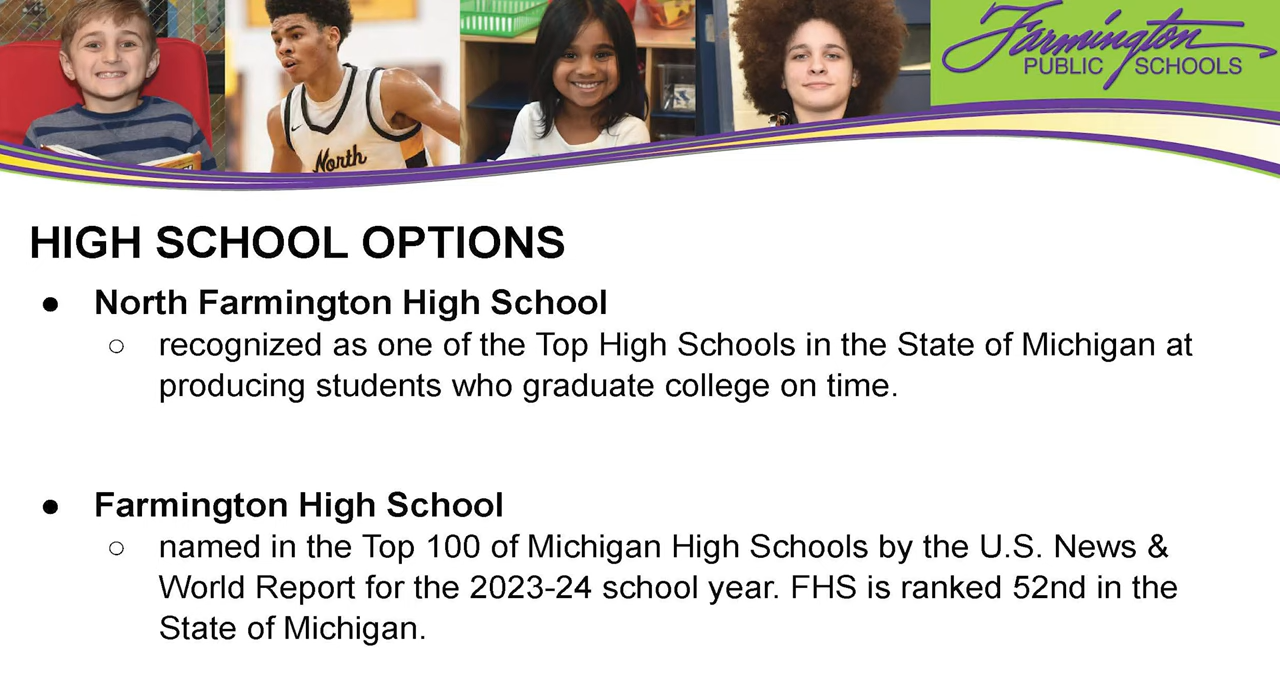 Farmington
PUBLIC SCHOOLS
North
HIGH SCHOOL OPTIONS
● North Farmington High School
○ recognized as one of the Top High Schools in the State of Michigan at
producing students who graduate college on time.
● Farmington High School
○ named in the Top 100 of Michigan High Schools by the U.S. News &
World Report for the 2023-24 school year. FHS is ranked 52nd in the
State of Michigan.